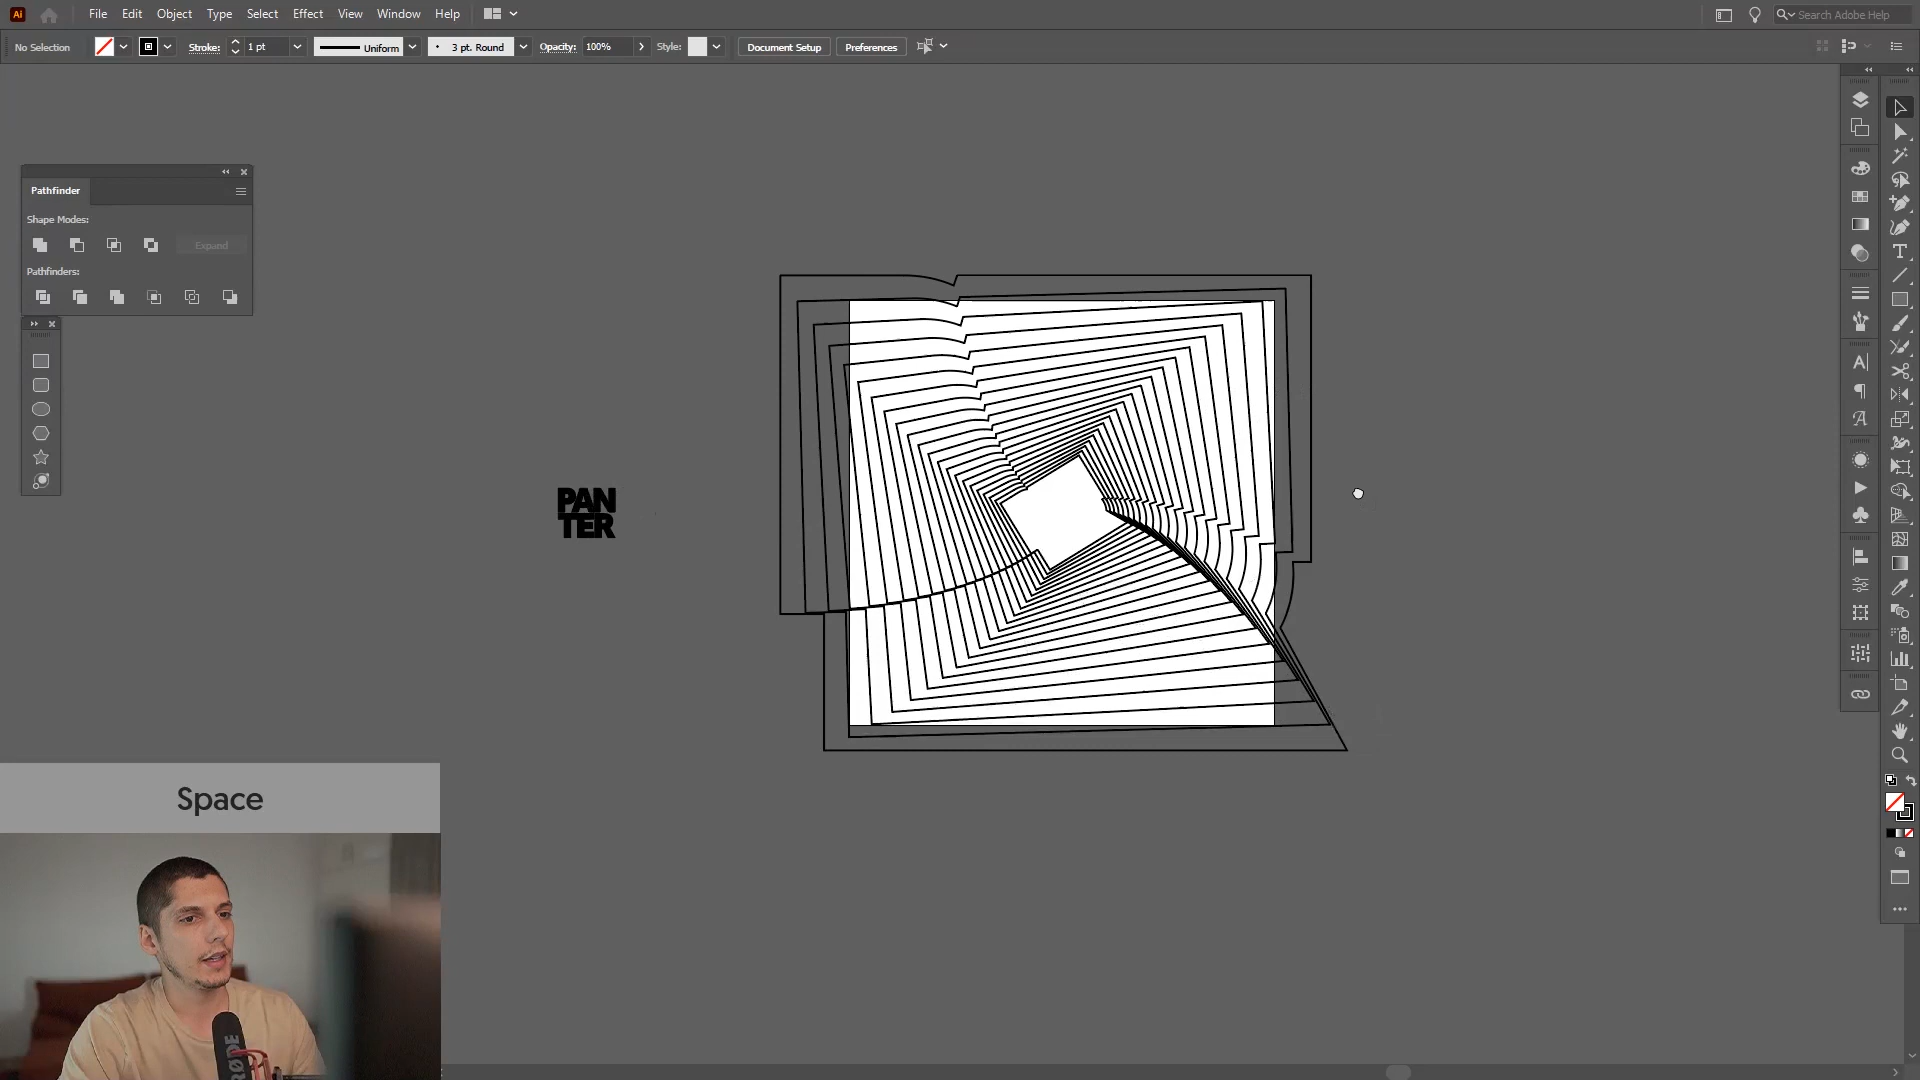 Ai File Edit Object Type Select Effect View Window Help Search Adobe Help
No Selection Stroke: 1 pt Uniform 3 pt. Round Opacity: 100% Style: Document Setup Preferences
Pathfinder
Shape Modes:
Expand
Pathfinders:
PAN
TER
Space
RØDE